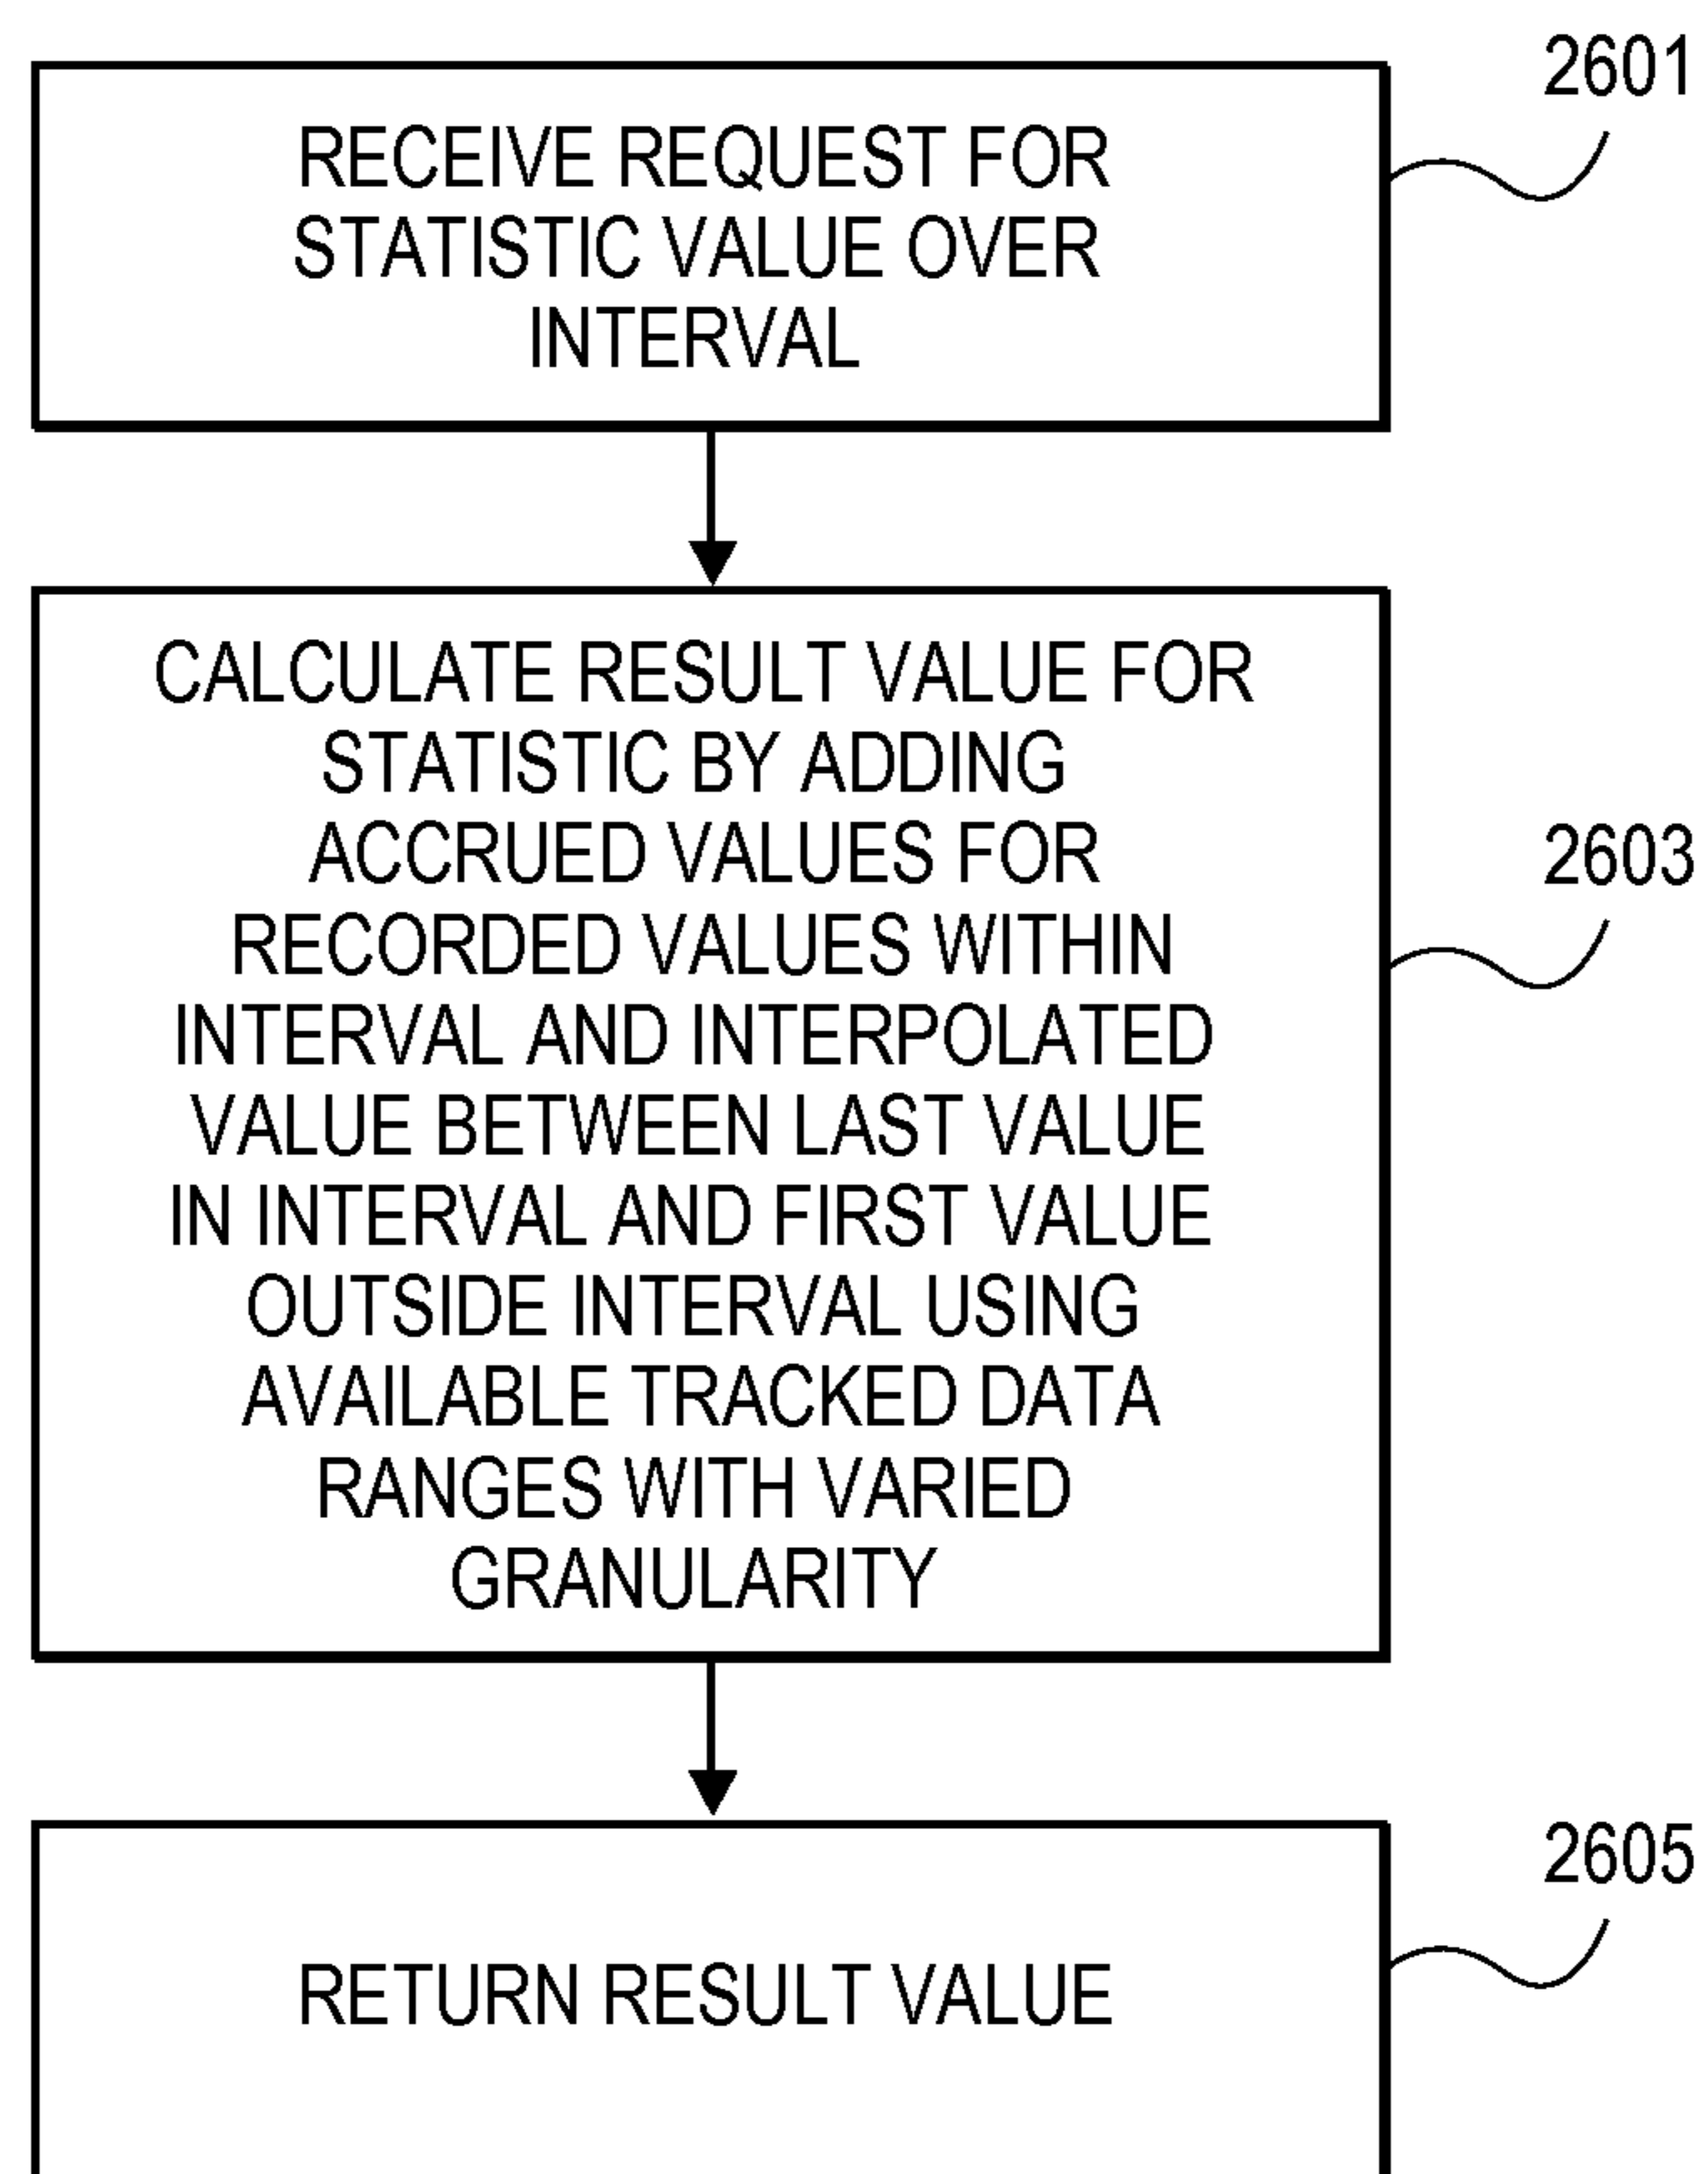 2601
RECEIVE REQUEST FOR
STATISTIC VALUE OVER
INTERVAL
CALCULATE RESULT VALUE FOR
STATISTIC BY ADDING
ACCRUED VALUES FOR
RECORDED VALUES WITHIN
INTERVAL AND INTERPOLATED
VALUE BETWEEN LAST VALUE
IN INTERVAL AND FIRST VALUE
OUTSIDE INTERVAL USING
AVAILABLE TRACKED DATA
RANGES WITH VARIED
GRANULARITY
2603
RETURN RESULT VALUE
2605